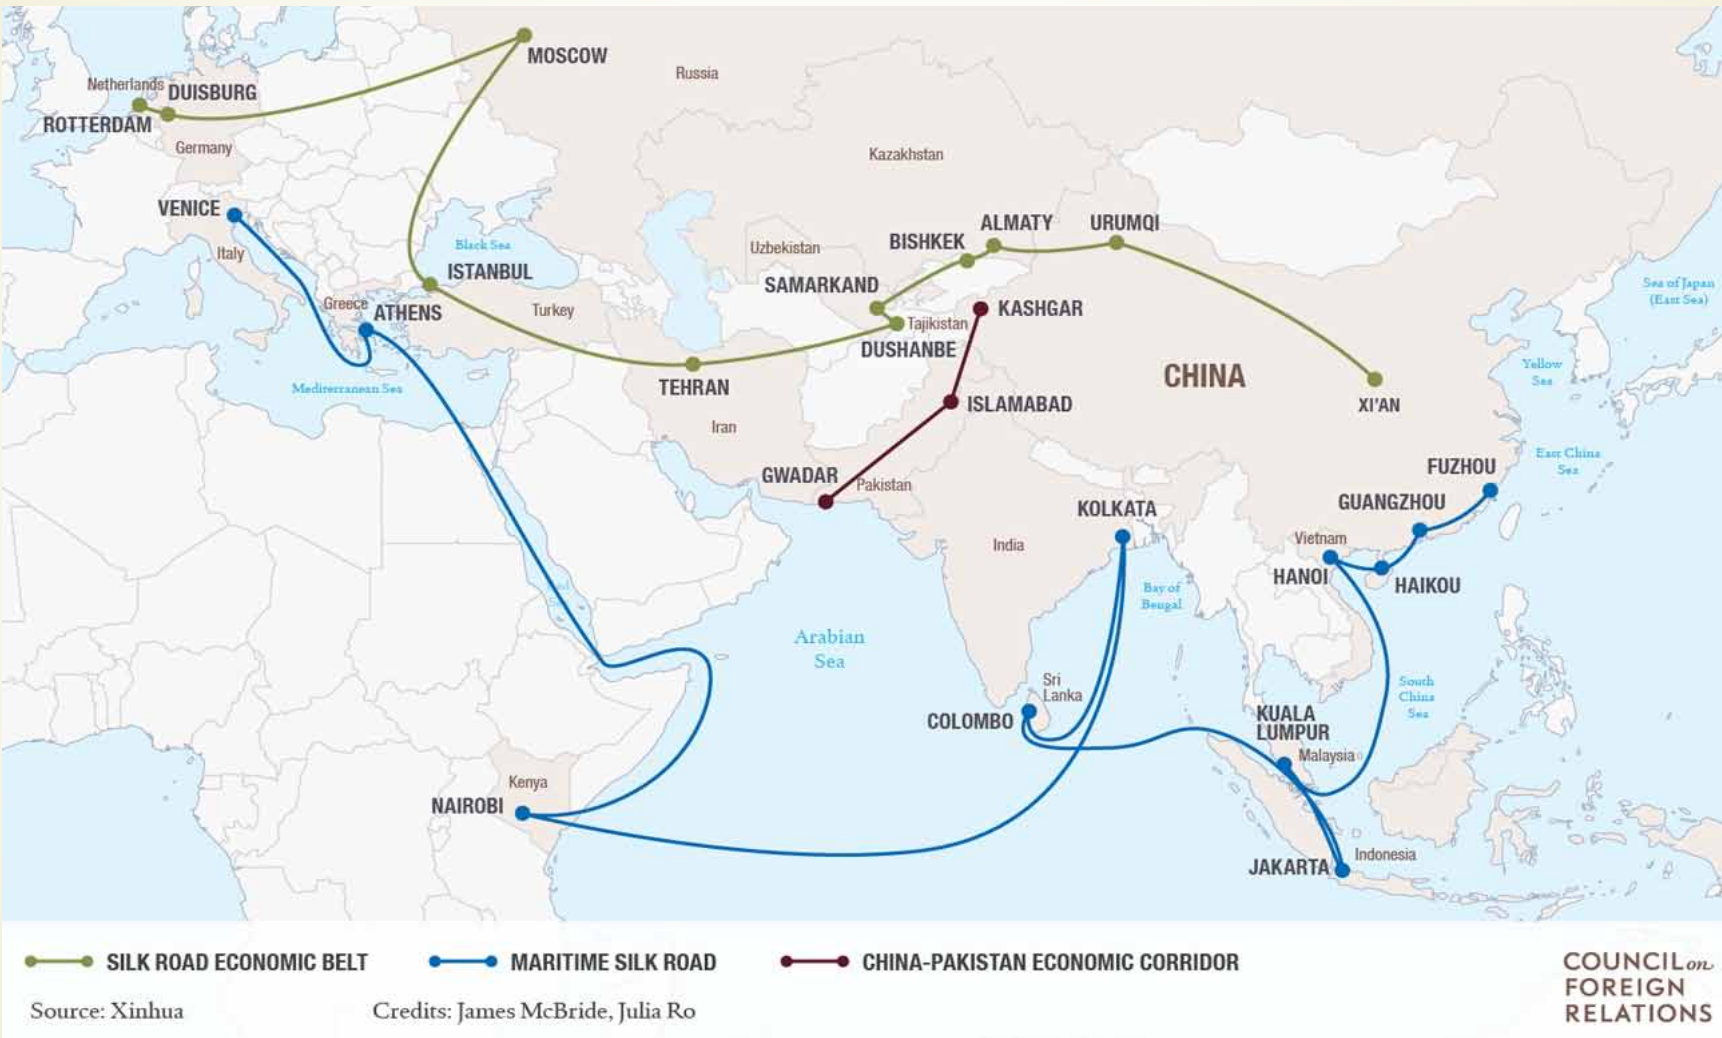 MOSCOW
Russia
Netherlands
DUISBURG
ROTTERDAM
Germany
Kazakhstan
VENICE
ALMATY
URUMQI
BISHKEK
Black Sea
Uzbekistan
Italy
ISTANBUL
SAMARKAND
Sea of Japan
(East Sea)
Greece
ATHENS
Turkey
KASHGAR
Tajikistan
DUSHANBE
Yellow
Sea
CHINA
TEHRAN
Mediterranean Sea
XI'AN
ISLAMABAD
Iran
East China
Sea
FUZHOU
GWADAR
Pakistan
GUANGZHOU
KOLKATA
India
Vietnam
HANOI
HAIKOU
Red
Sea
Bay of
Bengal
Arabian
Sea
Sri
Lanka
South
China
Sea
COLOMBO
KUALA
LUMPUR
Malaysia
Kenya
NAIROBI
JAKARTA
Indonesia
SILK ROAD ECONOMIC BELT
MARITIME SILK ROAD
CHINA-PAKISTAN ECONOMIC CORRIDOR
Source: Xinhua
Credits: James McBride, Julia Ro
COUNCIL on
FOREIGN
RELATIONS